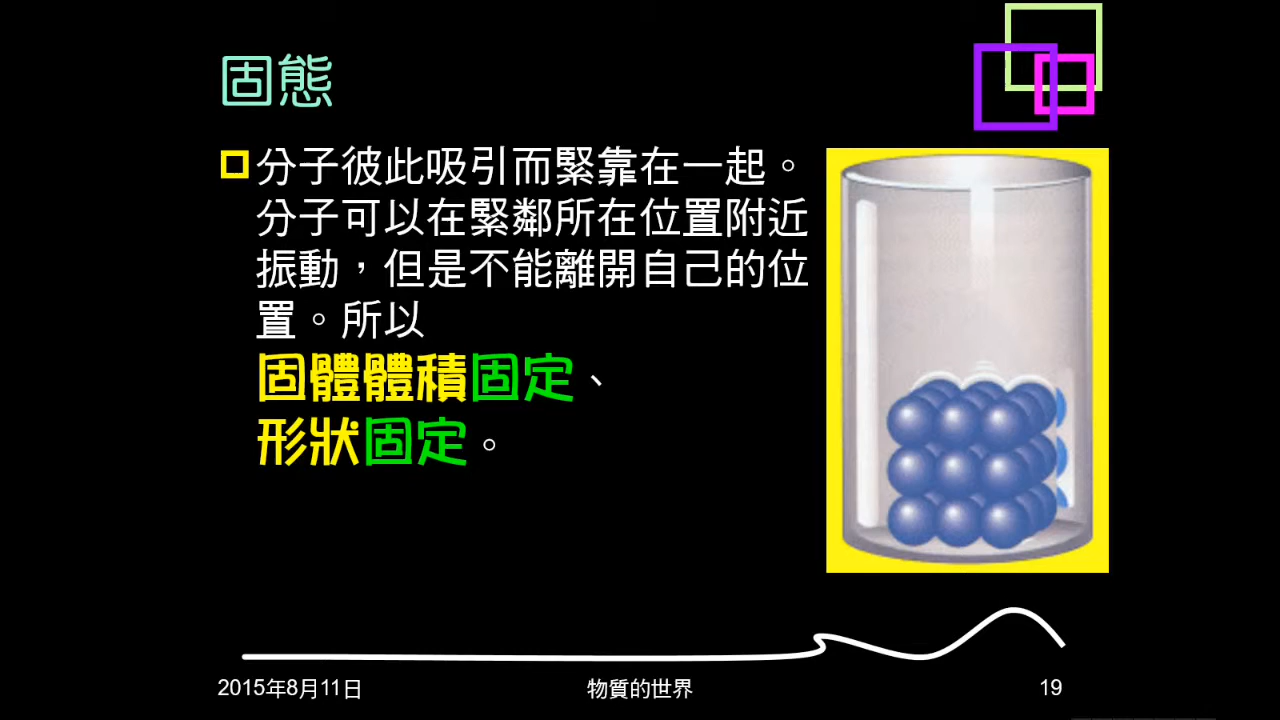 固態
分子彼此吸引而緊靠在一起。
分子可以在緊鄰所在位置附近
振動，但是不能離開自己的位
置。所以
固體體積固定、
形狀固定。
2015年8月11日
物質的世界
19